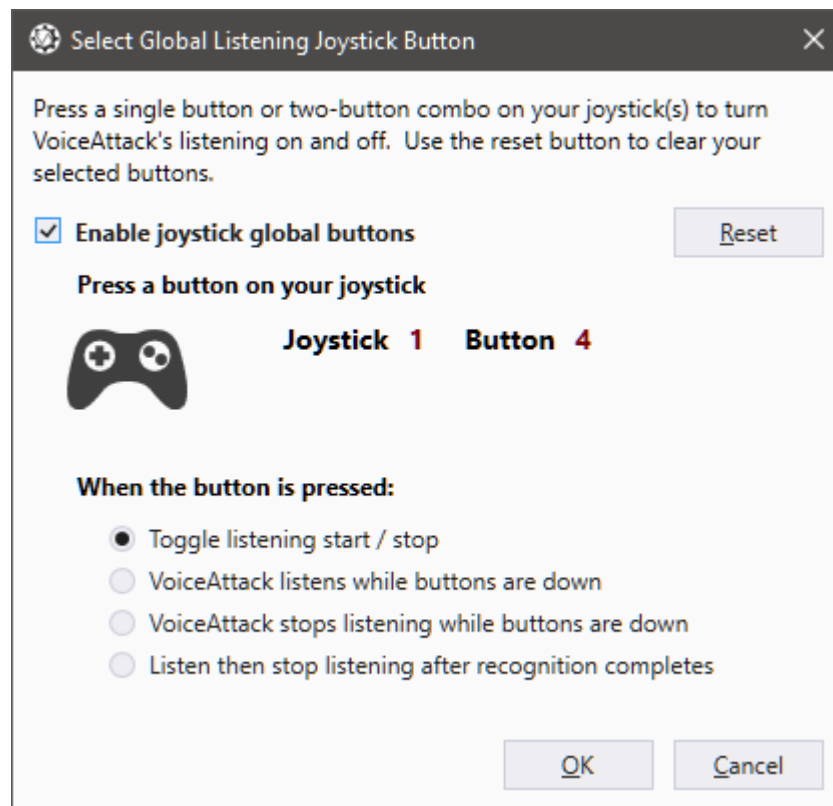 Select Global Listening Joystick Button
Press a single button or two-button combo on your joystick(s) to turn
VoiceAttack's listening on and off.  Use the reset button to clear your
selected buttons.
Enable joystick global buttons
Reset
Press a button on your joystick
Joystick 1 Button 4
When the button is pressed:
Toggle listening start / stop
VoiceAttack listens while buttons are down
VoiceAttack stops listening while buttons are down
Listen then stop listening after recognition completes
OK
Cancel